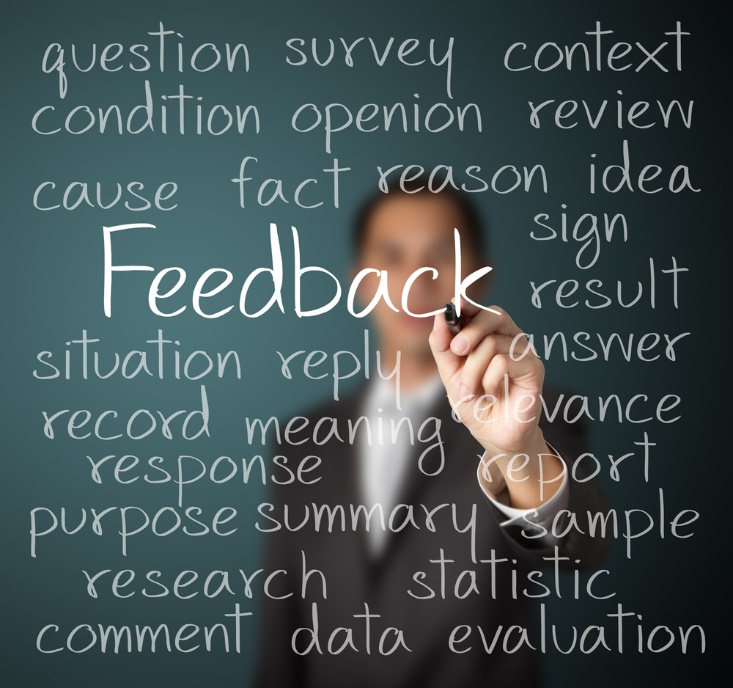 question survey context
condition openion review
cause fact reason idea
sign
Feedback
result
situation reply answer
record meaning relevance
response report
purpose summary sample
research statistic
comment data evaluation